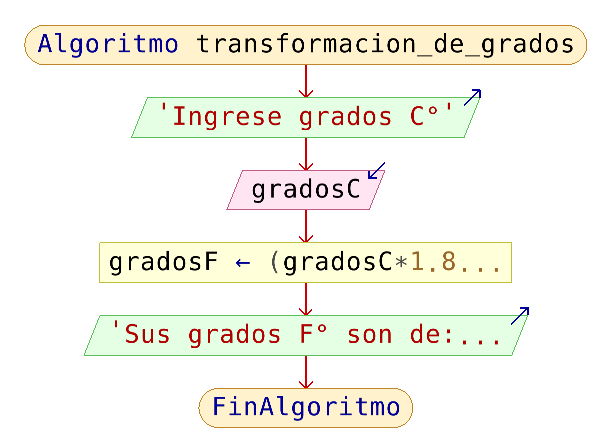 Algoritmo transformacion_de_grados
'Ingrese grados C°'
gradosC
gradosF ← (gradosC*1.8...
'Sus grados F° son de:...
FinAlgoritmo